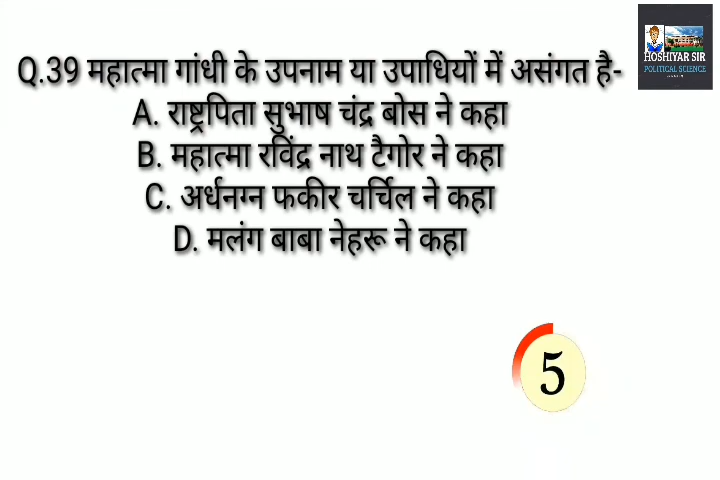 HOSHIYAR SIR
POLITICAL SCIENCE
Q.39 महात्मा गांधी के उपनाम या उपाधियों में असंगत है-
A. राष्ट्रपिता सुभाष चंद्र बोस ने कहा
B. महात्मा रविंद्र नाथ टैगोर ने कहा
C. अर्धनग्न फकीर चर्चिल ने कहा
D. मलंग बाबा नेहरू ने कहा
5